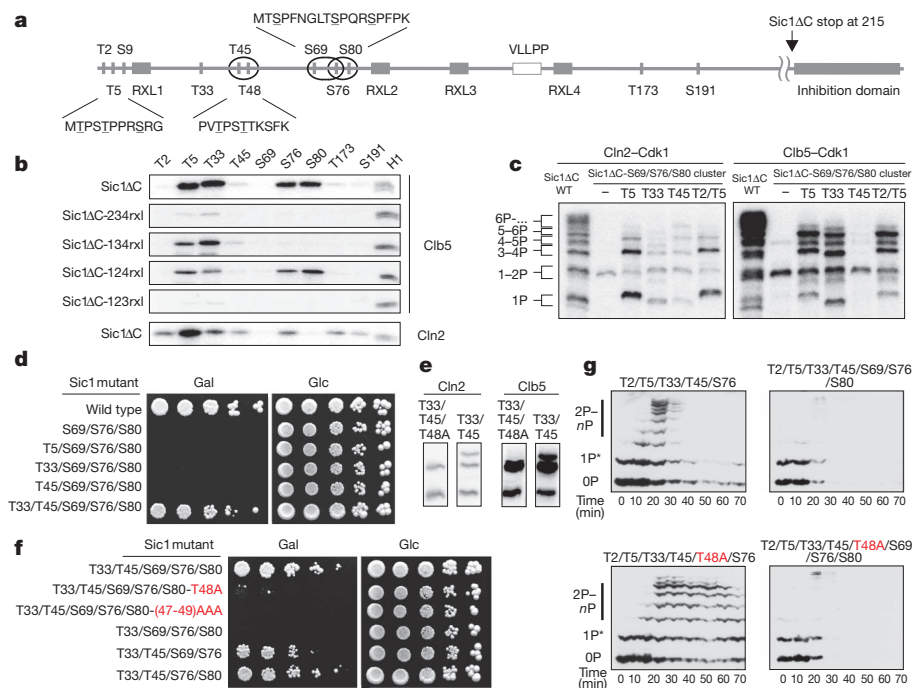 a
MTSPFNGLTSPQRSPFPK
Sic1ΔC stop at 215
T2 S9 T45 S69 S80 VLLPP
T5 RXL1 T33 T48 S76 RXL2 RXL3 RXL4 T173 S191 Inhibition domain
MTPSTPPRSRG PVTPSTTKSFK
b
T2 T5 T33 T45 S69 S76 S80 T173 S191 H1
Sic1ΔC
Sic1ΔC-234rxl
Sic1ΔC-134rxl
Sic1ΔC-124rxl
Sic1ΔC-123rxl
Clb5
Sic1ΔC Cln2
c
Cln2–Cdk1 Clb5–Cdk1
Sic1ΔC WT Sic1ΔC-S69/S76/S80 cluster Sic1ΔC WT Sic1ΔC-S69/S76/S80 cluster
– T5 T33 T45 T2/T5 – T5 T33 T45 T2/T5
6P-...
5–6P
4–5P
3–4P
1–2P
1P
d
Sic1 mutant Gal Glc
Wild type
S69/S76/S80
T5/S69/S76/S80
T33/S69/S76/S80
T45/S69/S76/S80
T33/T45/S69/S76/S80
e
Cln2 Clb5
T33/T45/T48A T33/T45 T33/T45/T48A T33/T45
f
Sic1 mutant Gal Glc
T33/T45/S69/S76/S80
T33/T45/S69/S76/S80-T48A
T33/T45/S69/S76/S80-(47-49)AAA
T33/S69/S76/S80
T33/T45/S69/S76
T33/T45/S76/S80
g
T2/T5/T33/T45/S76 T2/T5/T33/T45/S69/S76/S80
2P–nP
1P*
0P
Time (min) 0 10 20 30 40 50 60 70 0 10 20 30 40 50 60 70
T2/T5/T33/T45/T48A/S76 T2/T5/T33/T45/T48A/S69/S76/S80
2P–nP
1P*
0P
Time (min) 0 10 20 30 40 50 60 70 0 10 20 30 40 50 60 70